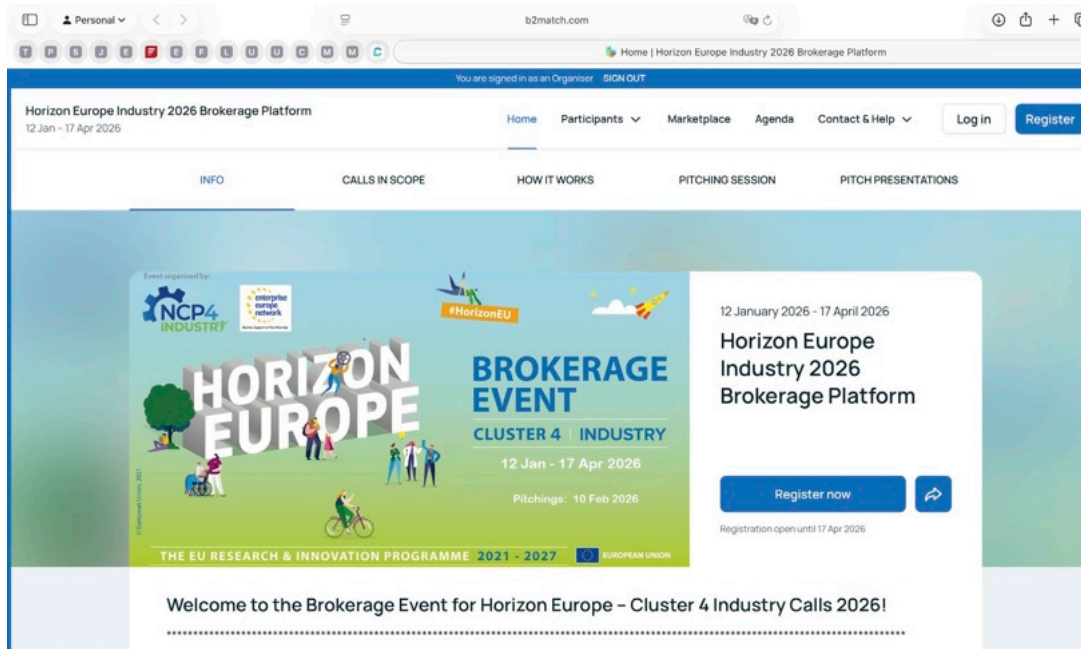 Personal
b2match.com
T P S J E E F L U U C M M C
Home | Horizon Europe Industry 2026 Brokerage Platform
You are signed in as an Organiser SIGN OUT
Horizon Europe Industry 2026 Brokerage Platform
12 Jan - 17 Apr 2026
Home Participants Marketplace Agenda Contact & Help Log in Register
INFO CALLS IN SCOPE HOW IT WORKS PITCHING SESSION PITCH PRESENTATIONS
Event organised by:
NCP4
INDUSTRY
enterprise
europe
network
#HorizonEU
HORIZON
EUROPE
BROKERAGE
EVENT
CLUSTER 4 | INDUSTRY
12 Jan - 17 Apr 2026
Pitchings: 10 Feb 2026
© European Union, 2021
THE EU RESEARCH & INNOVATION PROGRAMME 2021 - 2027 EUROPEAN UNION
12 January 2026 - 17 April 2026
Horizon Europe
Industry 2026
Brokerage Platform
Register now
Registration open until 17 Apr 2026
Welcome to the Brokerage Event for Horizon Europe – Cluster 4 Industry Calls 2026!